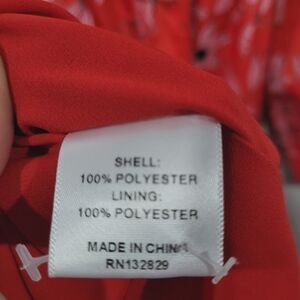 SHELL:
100% POLYESTER
LINING:
100% POLYESTER
MADE IN CHINA
RN132829